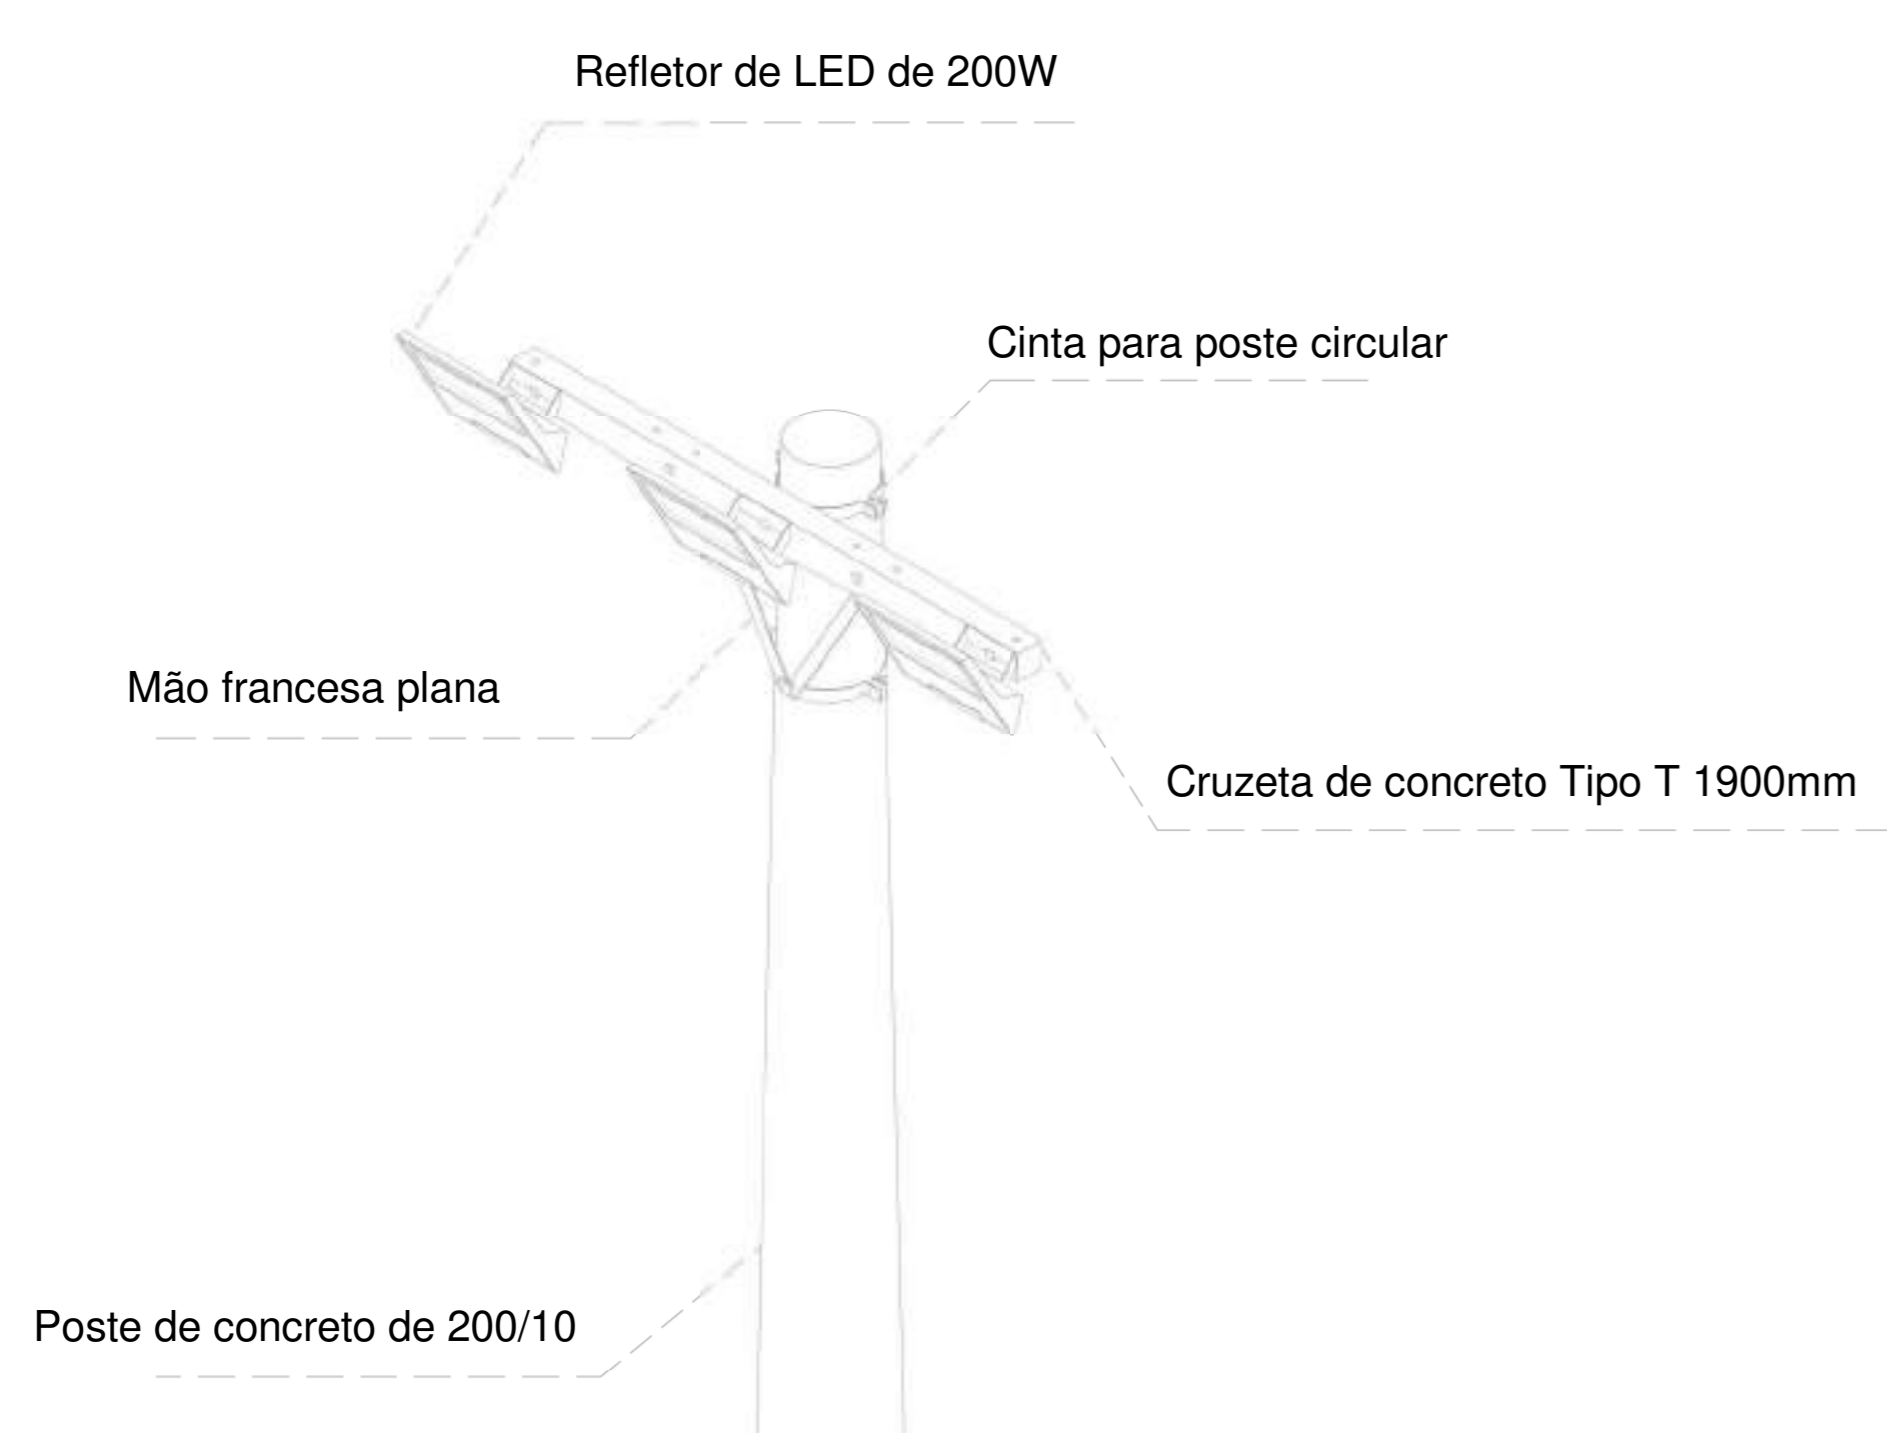 Refletor de LED de 200W
Cinta para poste circular
Mão francesa plana
Cruzeta de concreto Tipo T 1900mm
Poste de concreto de 200/10